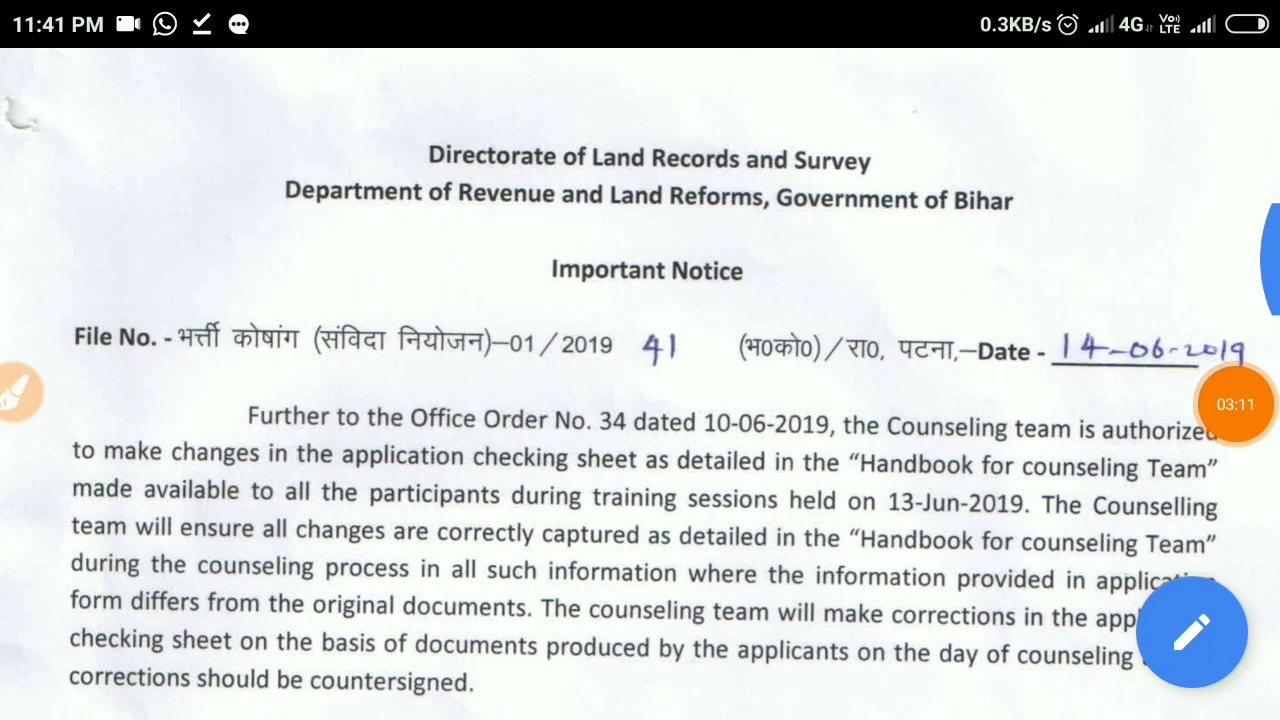 11:41 PM 0.3KB/s 4G Vo) LTE
Directorate of Land Records and Survey
Department of Revenue and Land Reforms, Government of Bihar
Important Notice
File No. - भर्त्ती कोषांग (संविदा नियोजन)–01/2019 41 (भ0को0)/रा0, पटना,–Date - 14-06-2019
03:11
Further to the Office Order No. 34 dated 10-06-2019, the Counseling team is authorized
to make changes in the application checking sheet as detailed in the “Handbook for counseling Team”
made available to all the participants during training sessions held on 13-Jun-2019. The Counselling
team will ensure all changes are correctly captured as detailed in the “Handbook for counseling Team”
during the counseling process in all such information where the information provided in application
form differs from the original documents. The counseling team will make corrections in the
checking sheet on the basis of documents produced by the applicants on the day of counseling
corrections should be countersigned.